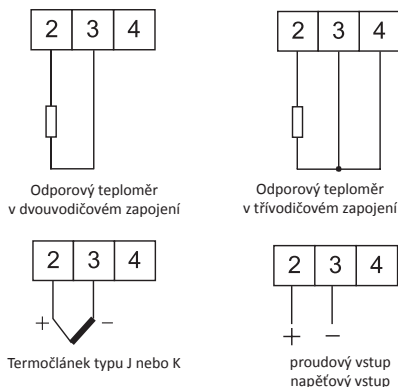 2 3 4
2 3 4
Odporový teploměr
v dvouvodičovém zapojení
Odporový teploměr
v třívodičovém zapojení
2 3 4
2 3 4
+ −
+ −
Termočlánek typu J nebo K
proudový vstup
napěťový vstup